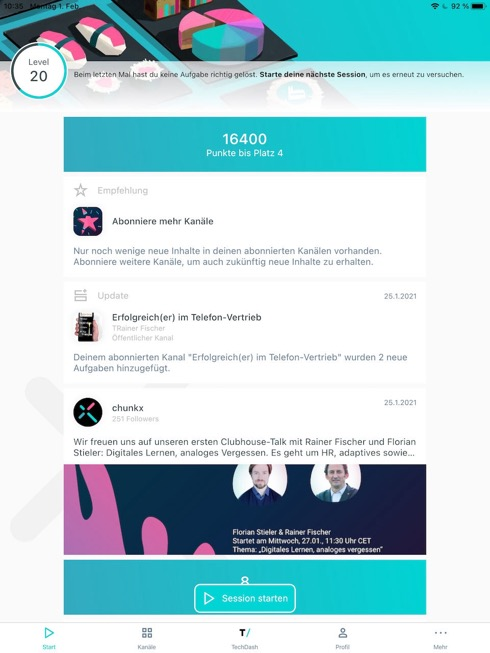 10:35 Montag 1. Feb.
92 %
Level
20
Beim letzten Mal hast du keine Aufgabe richtig gelöst. Starte deine nächste Session, um es erneut zu versuchen.
16400
Punkte bis Platz 4
Empfehlung
Abonniere mehr Kanäle
Nur noch wenige neue Inhalte in deinen abonnierten Kanälen vorhanden.
Abonniere weitere Kanäle, um auch zukünftig neue Inhalte zu erhalten.
Update
25.1.2021
Erfolgreich(er) im Telefon-Vertrieb
TRainer Fischer
Öffentlicher Kanal
Deinem abonnierten Kanal "Erfolgreich(er) im Telefon-Vertrieb" wurden 2 neue
Aufgaben hinzugefügt.
25.1.2021
chunkx
251 Followers
Wir freuen uns auf unseren ersten Clubhouse-Talk mit Rainer Fischer und Florian
Stieler: Digitales Lernen, analoges Vergessen. Es geht um HR, adaptives sowie...
Florian Stieler & Rainer Fischer
Startet am Mittwoch, 27.01., 11:30 Uhr CET
Thema: „Digitales Lernen, analoges vergessen"
8
Session starten
Start
Kanäle
T/
TechDash
Profil
Mehr